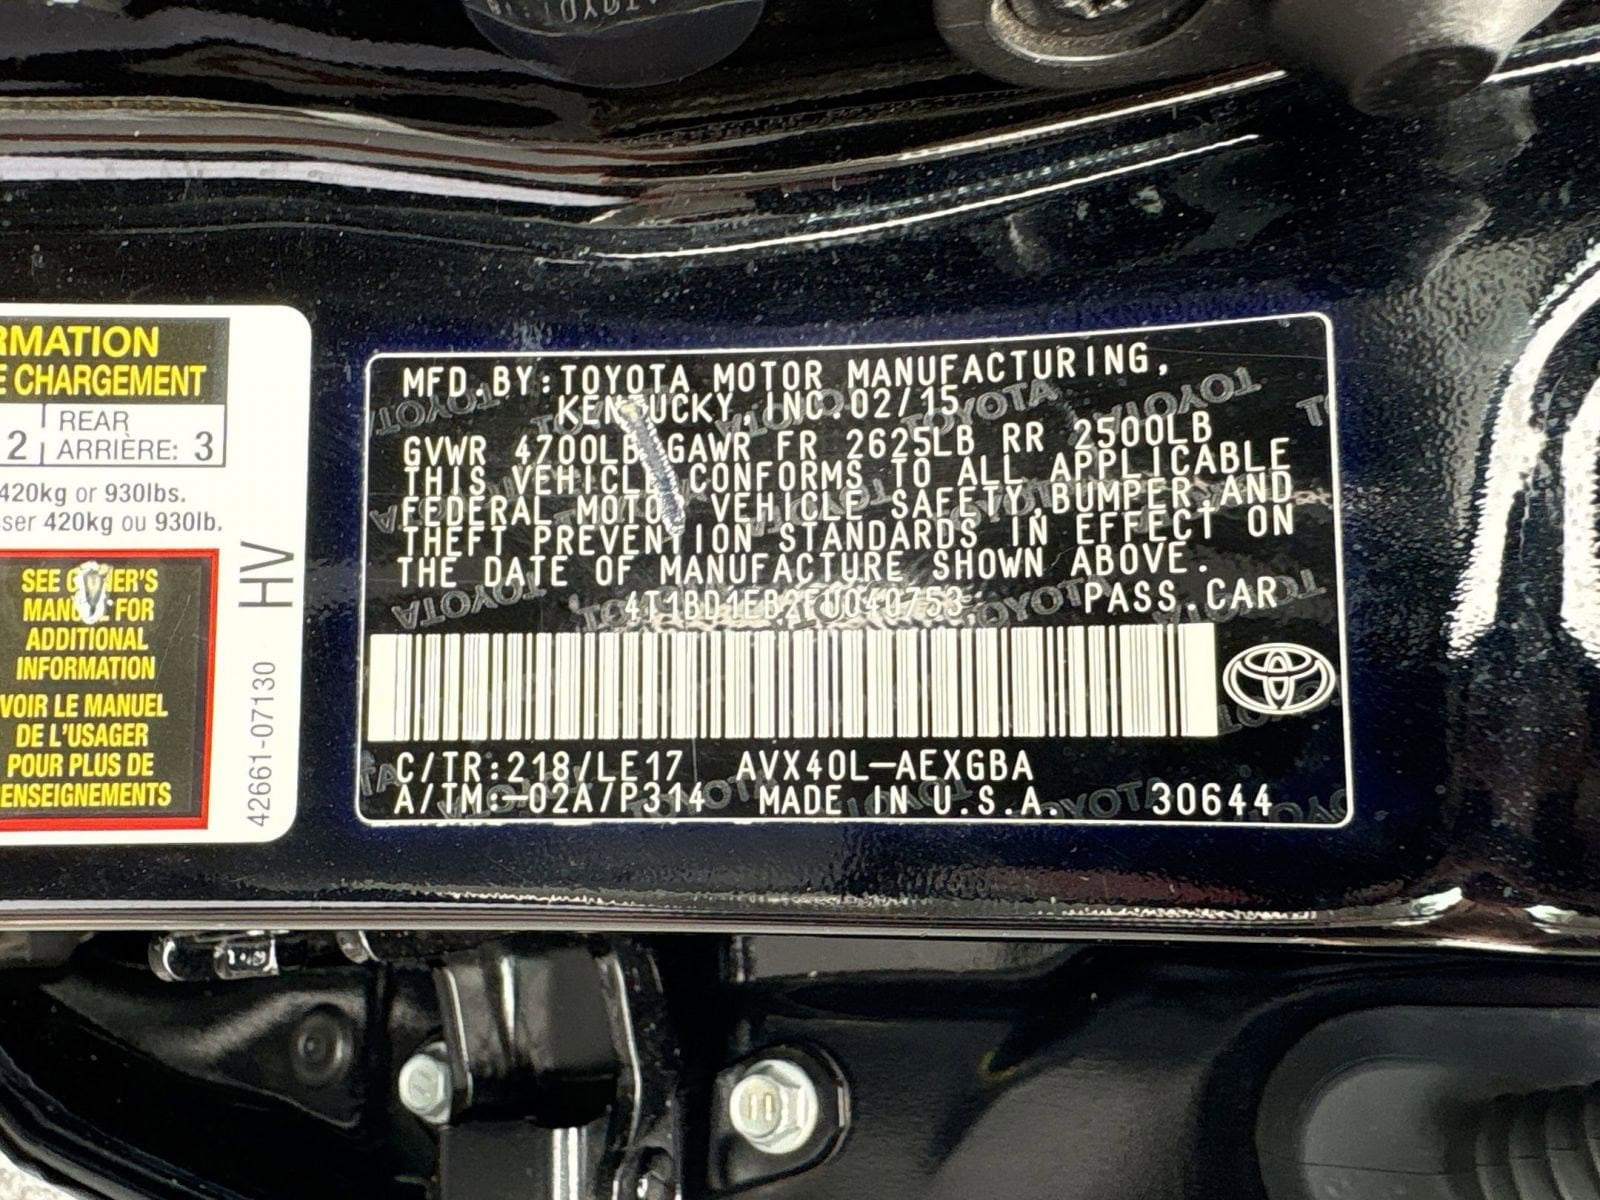 RMATION
E CHARGEMENT
2 REAR ARRIÈRE: 3
420kg or 930lbs.
ser 420kg ou 930lb.
SEE OWNER'S
MANUAL FOR
ADDITIONAL
INFORMATION
VOIR LE MANUEL
DE L'USAGER
POUR PLUS DE
ENSEIGNEMENTS
HV
42661-07130
MFD.BY:TOYOTA MOTOR MANUFACTURING,
KENTUCKY, INC.02/15
GVWR 4700LB GAWR FR 2625LB RR 2500LB
THIS VEHICLE CONFORMS TO ALL APPLICABLE
FEDERAL MOTOR VEHICLE SAFETY,BUMPER,AND
THEFT PREVENTION STANDARDS IN EFFECT ON
THE DATE OF MANUFACTURE SHOWN ABOVE.
4T1BD1EB2FU040753 PASS.CAR
C/TR:218/LE17 AVX40L-AEXGBA
A/TM:-02A/P314 MADE IN U.S.A. 30644